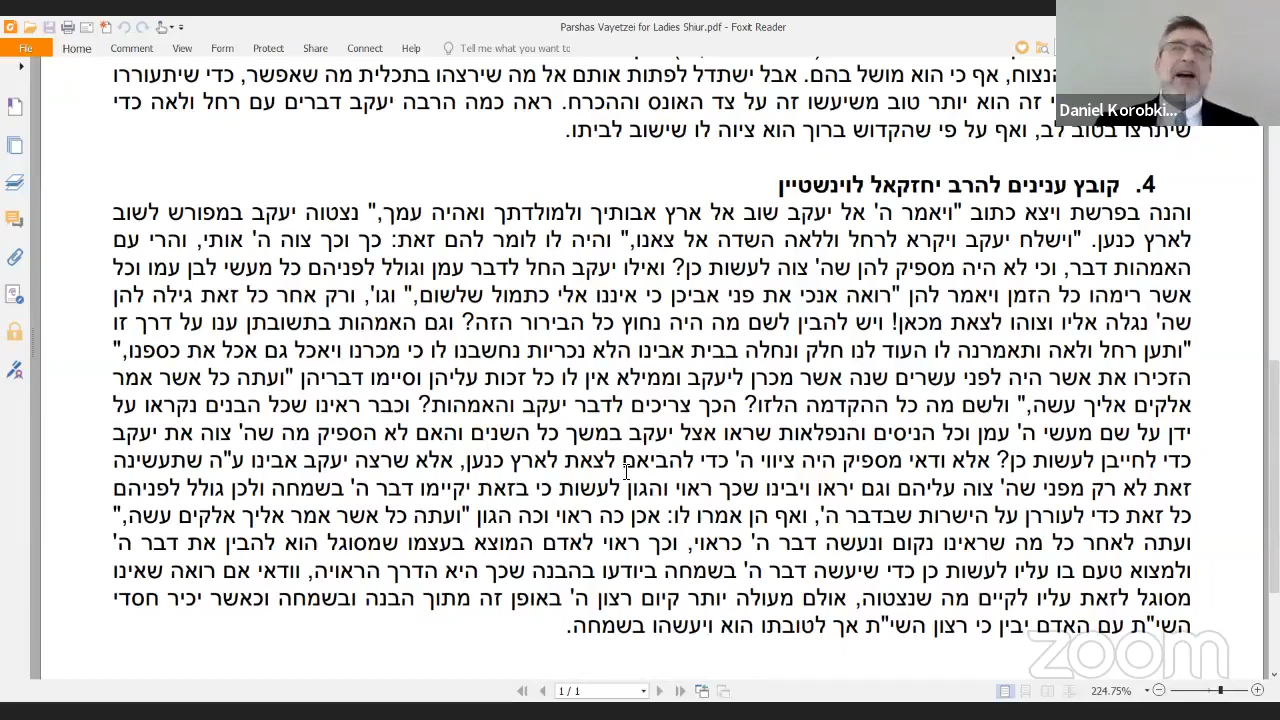 Parshas Vayetzei for Ladies Shiur.pdf - Foxit Reader
File Home Comment View Form Protect Share Connect Help Tell me what you want to
הנצוח, אף כי הוא מושל בהם. אבל ישתדל לפתות אותם אל מה שירצהו בתכלית מה שאפשר, כדי שיתעוררו
זה הוא יותר טוב משיעשו זה על צד האונס וההכרח. ראה כמה הרבה יעקב דברים עם רחל ולאה כדי
שיתרצו בטוב לב, ואף על פי שהקדוש ברוך הוא ציוה לו שישוב לביתו.
4. קובץ ענינים להרב יחזקאל לוינשטיין
והנה בפרשת ויצא כתוב "ויאמר ה' אל יעקב שוב אל ארץ אבותיך ולמולדתך ואהיה עמך," נצטוה יעקב במפורש לשוב
לארץ כנען. "וישלח יעקב ויקרא לרחל וללאה השדה אל צאנו," והיה לו לומר להם זאת: כך וכך צוה ה' אותי, והרי עם
האמהות דבר, וכי לא היה מספיק להן שה' צוה לעשות כן? ואילו יעקב החל לדבר עמן וגולל לפניהם כל מעשי לבן עמו וכל
אשר רימהו כל הזמן ויאמר להן "רואה אנכי את פני אביכן כי איננו אלי כתמול שלשום," וגו', ורק אחר כל זאת גילה להן
שה' נגלה אליו וצוהו לצאת מכאן! ויש להבין לשם מה היה נחוץ כל הבירור הזה? וגם האמהות בתשובתן ענו על דרך זו
"ותען רחל ולאה ותאמרנה לו העוד לנו חלק ונחלה בבית אבינו הלא נכריות נחשבנו לו כי מכרנו ויאכל גם אכל את כספנו,"
הזכירו את אשר היה לפני עשרים שנה אשר מכרן ליעקב וממילא אין לו כל זכות עליהן וסיימו דבריהן "ועתה כל אשר אמר
אלקים אליך עשה," ולשם מה כל ההקדמה הלזו? הכך צריכים לדבר יעקב והאמהות? וכבר ראינו שכל הבנים נקראו על
ידן על שם מעשי ה' עמן וכל הניסים והנפלאות שראו אצל יעקב במשך כל השנים והאם לא הספיק מה שה' צוה את יעקב
כדי לחייבן לעשות כן? אלא ודאי מספיק היה ציווי ה' כדי להביאם לצאת לארץ כנען, אלא שרצה יעקב אבינו ע"ה שתעשינה
זאת לא רק מפני שה' צוה עליהם וגם יראו ויבינו שכך ראוי והגון לעשות כי בזאת יקיימו דבר ה' בשמחה ולכן גולל לפניהם
כל זאת כדי לעוררן על הישרות שבדבר ה', ואף הן אמרו לו: אכן כה ראוי וכה הגון "ועתה כל אשר אמר אליך אלקים עשה,"
ועתה לאחר כל מה שראינו נקום ונעשה דבר ה' כראוי, וכך ראוי לאדם המוצא בעצמו שמסוגל הוא להבין את דבר ה'
ולמצוא טעם בו עליו לעשות כן כדי שיעשה דבר ה' בשמחה ביודעו בהבנה שכך היא הדרך הראויה, וודאי אם רואה שאינו
מסוגל לזאת עליו לקיים מה שנצטוה, אולם מעולה יותר קיום רצון ה' באופן זה מתוך הבנה ובשמחה וכאשר יכיר חסדי
השי"ת עם האדם יבין כי רצון השי"ת אך לטובתו הוא ויעשהו בשמחה.
Daniel Korobki...
zoom
1 / 1
224.75%